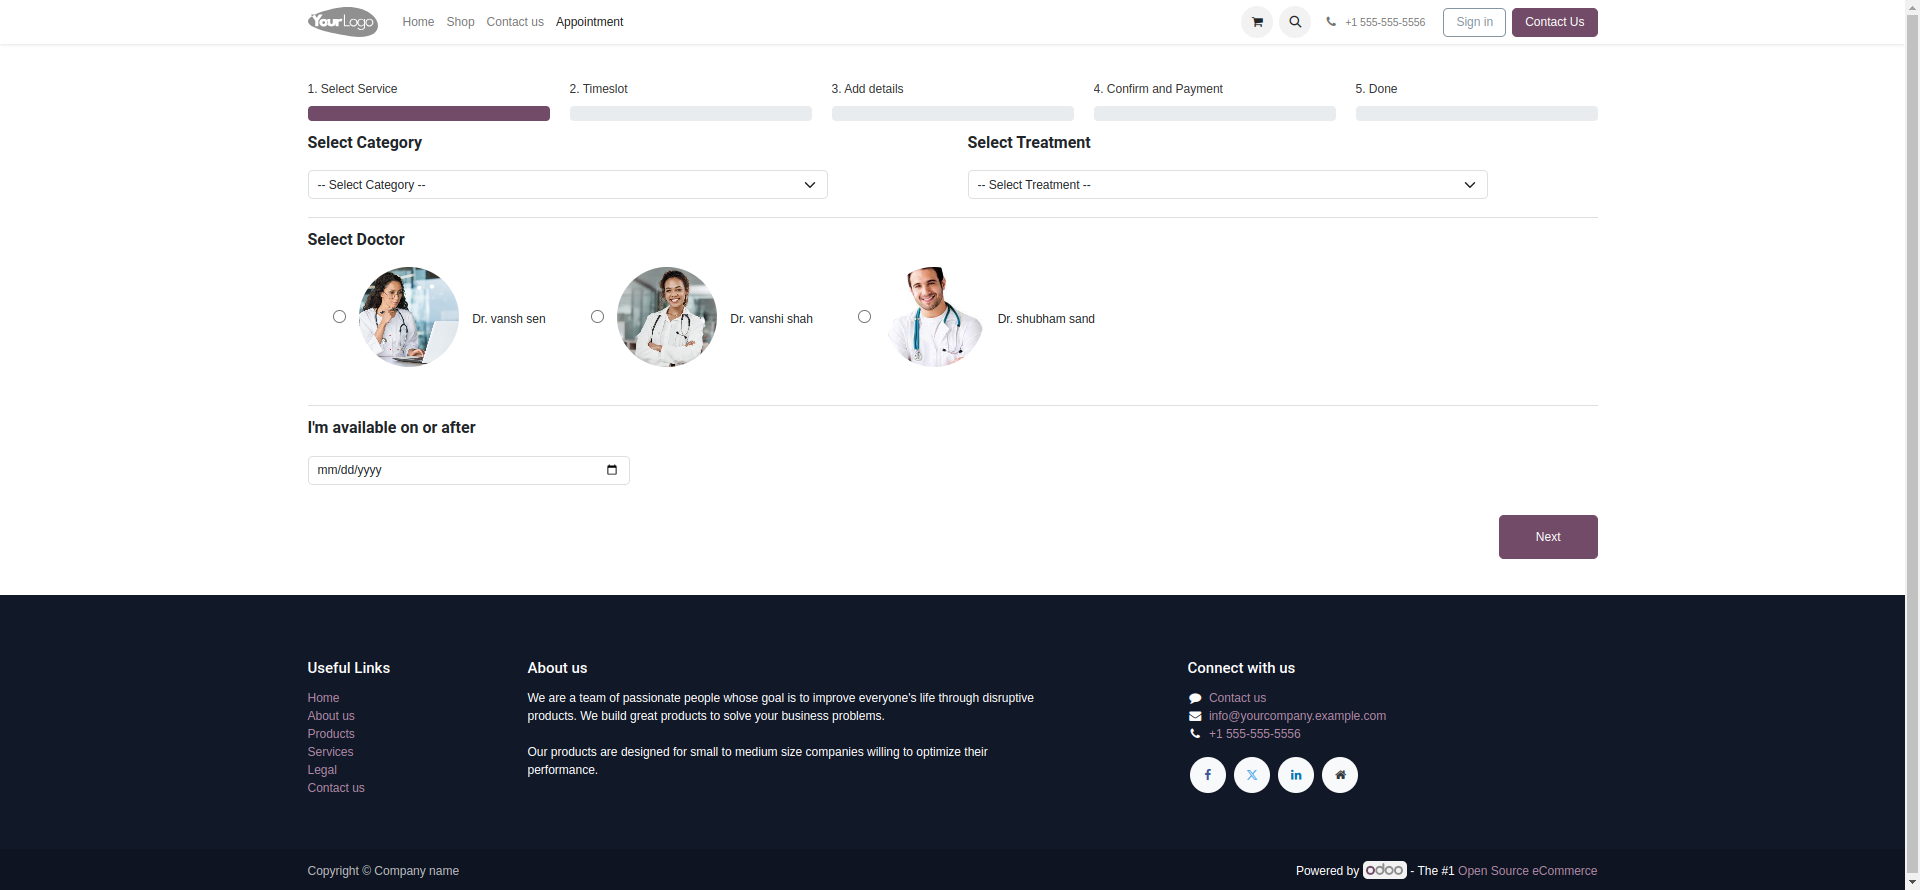 YourLogo
Home Shop Contact us Appointment
+1 555-555-5556
Sign in
Contact Us
1. Select Service
2. Timeslot
3. Add details
4. Confirm and Payment
5. Done
Select Category
Select Treatment
-- Select Category --
-- Select Treatment --
Select Doctor
Dr. vansh sen
Dr. vanshi shah
Dr. shubham sand
I'm available on or after
mm/dd/yyyy
Next
Useful Links
Home
About us
Products
Services
Legal
Contact us
About us
We are a team of passionate people whose goal is to improve everyone's life through disruptive
products. We build great products to solve your business problems.
Our products are designed for small to medium size companies willing to optimize their
performance.
Connect with us
Contact us
info@yourcompany.example.com
+1 555-555-5556
Copyright © Company name
Powered by odoo - The #1 Open Source eCommerce